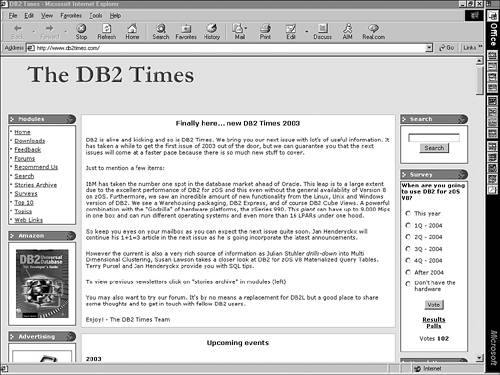 DB2 Times - Microsoft Internet Explorer
File Edit View Favorites Tools Help
Back Forward Stop Refresh Home Search Favorites History Mail Print Edit Discuss AIM Real.com
Address http://www.db2times.com/ Go Links »
Office
The DB2 Times
Modules
Home
Downloads
Feedback
Forums
Recommend Us
Search
Stories Archive
Surveys
Top 10
Topics
Web Links
Amazon
DB2 Universal
Database
Advertising
Finally here... new DB2 Times 2003
DB2 is alive and kicking and so is DB2 Times. We bring you our new issue with lot's of useful information. It
has taken a while to get the first issue of 2003 out of the door, but we can guarantee you that the next
issues will come at a faster pace because there is so much new stuff to cover.
Just to mention a few items:
IBM has taken the number one spot in the database market ahead of Oracle. This leap is to a large extent
due to the excellent performance of DB2 for zOS and this even without the general availability of Version 8
on zOS. Furthermore, we saw an incredible amount of new functionality from the Linux, Unix and Windows
version of DB2. We see a Warehousing packaging, DB2 Express, and of course DB2 Cube Views. A powerful
combination with the "Godzilla" of hardware platforms, the zSeries 990. This giant can have up to 9.000 Mips
in one box and can run different operating systems and even more than 16 LPARs under one hood.
So keep you eyes on your mailbox as you can expect the next issue quite soon. Jan Henderyckx will
continue his 1+1=3 article in the next issue as he is going incorporate the latest announcements.
However the current is also a very rich source of information as Julian Stuhler drills-down into Multi
Dimensional Clustering, Susan Lawson takes a closer look at DB2 for zOS V8 Materialized Query Tables.
Terry Purcel and Jan Henderyckx provide you with SQL tips.
To view previous newsletters click on "stories archive" in modules (left)
You may also want to try our forum. It's by no means a replacement for DB2L but a good place to share
some thoughts and to get in touch with fellow DB2 users.
Enjoy! - The DB2 Times Team
Upcoming events
2003
Search
Search
Survey
When are you going
to use DB2 for zOS
V8?
This year
1Q - 2004
2Q - 2004
3Q - 2004
4Q - 2004
After 2004
Don't have the
hardware
Vote
Results
Polls
Votes 102
Microsoft
Internet